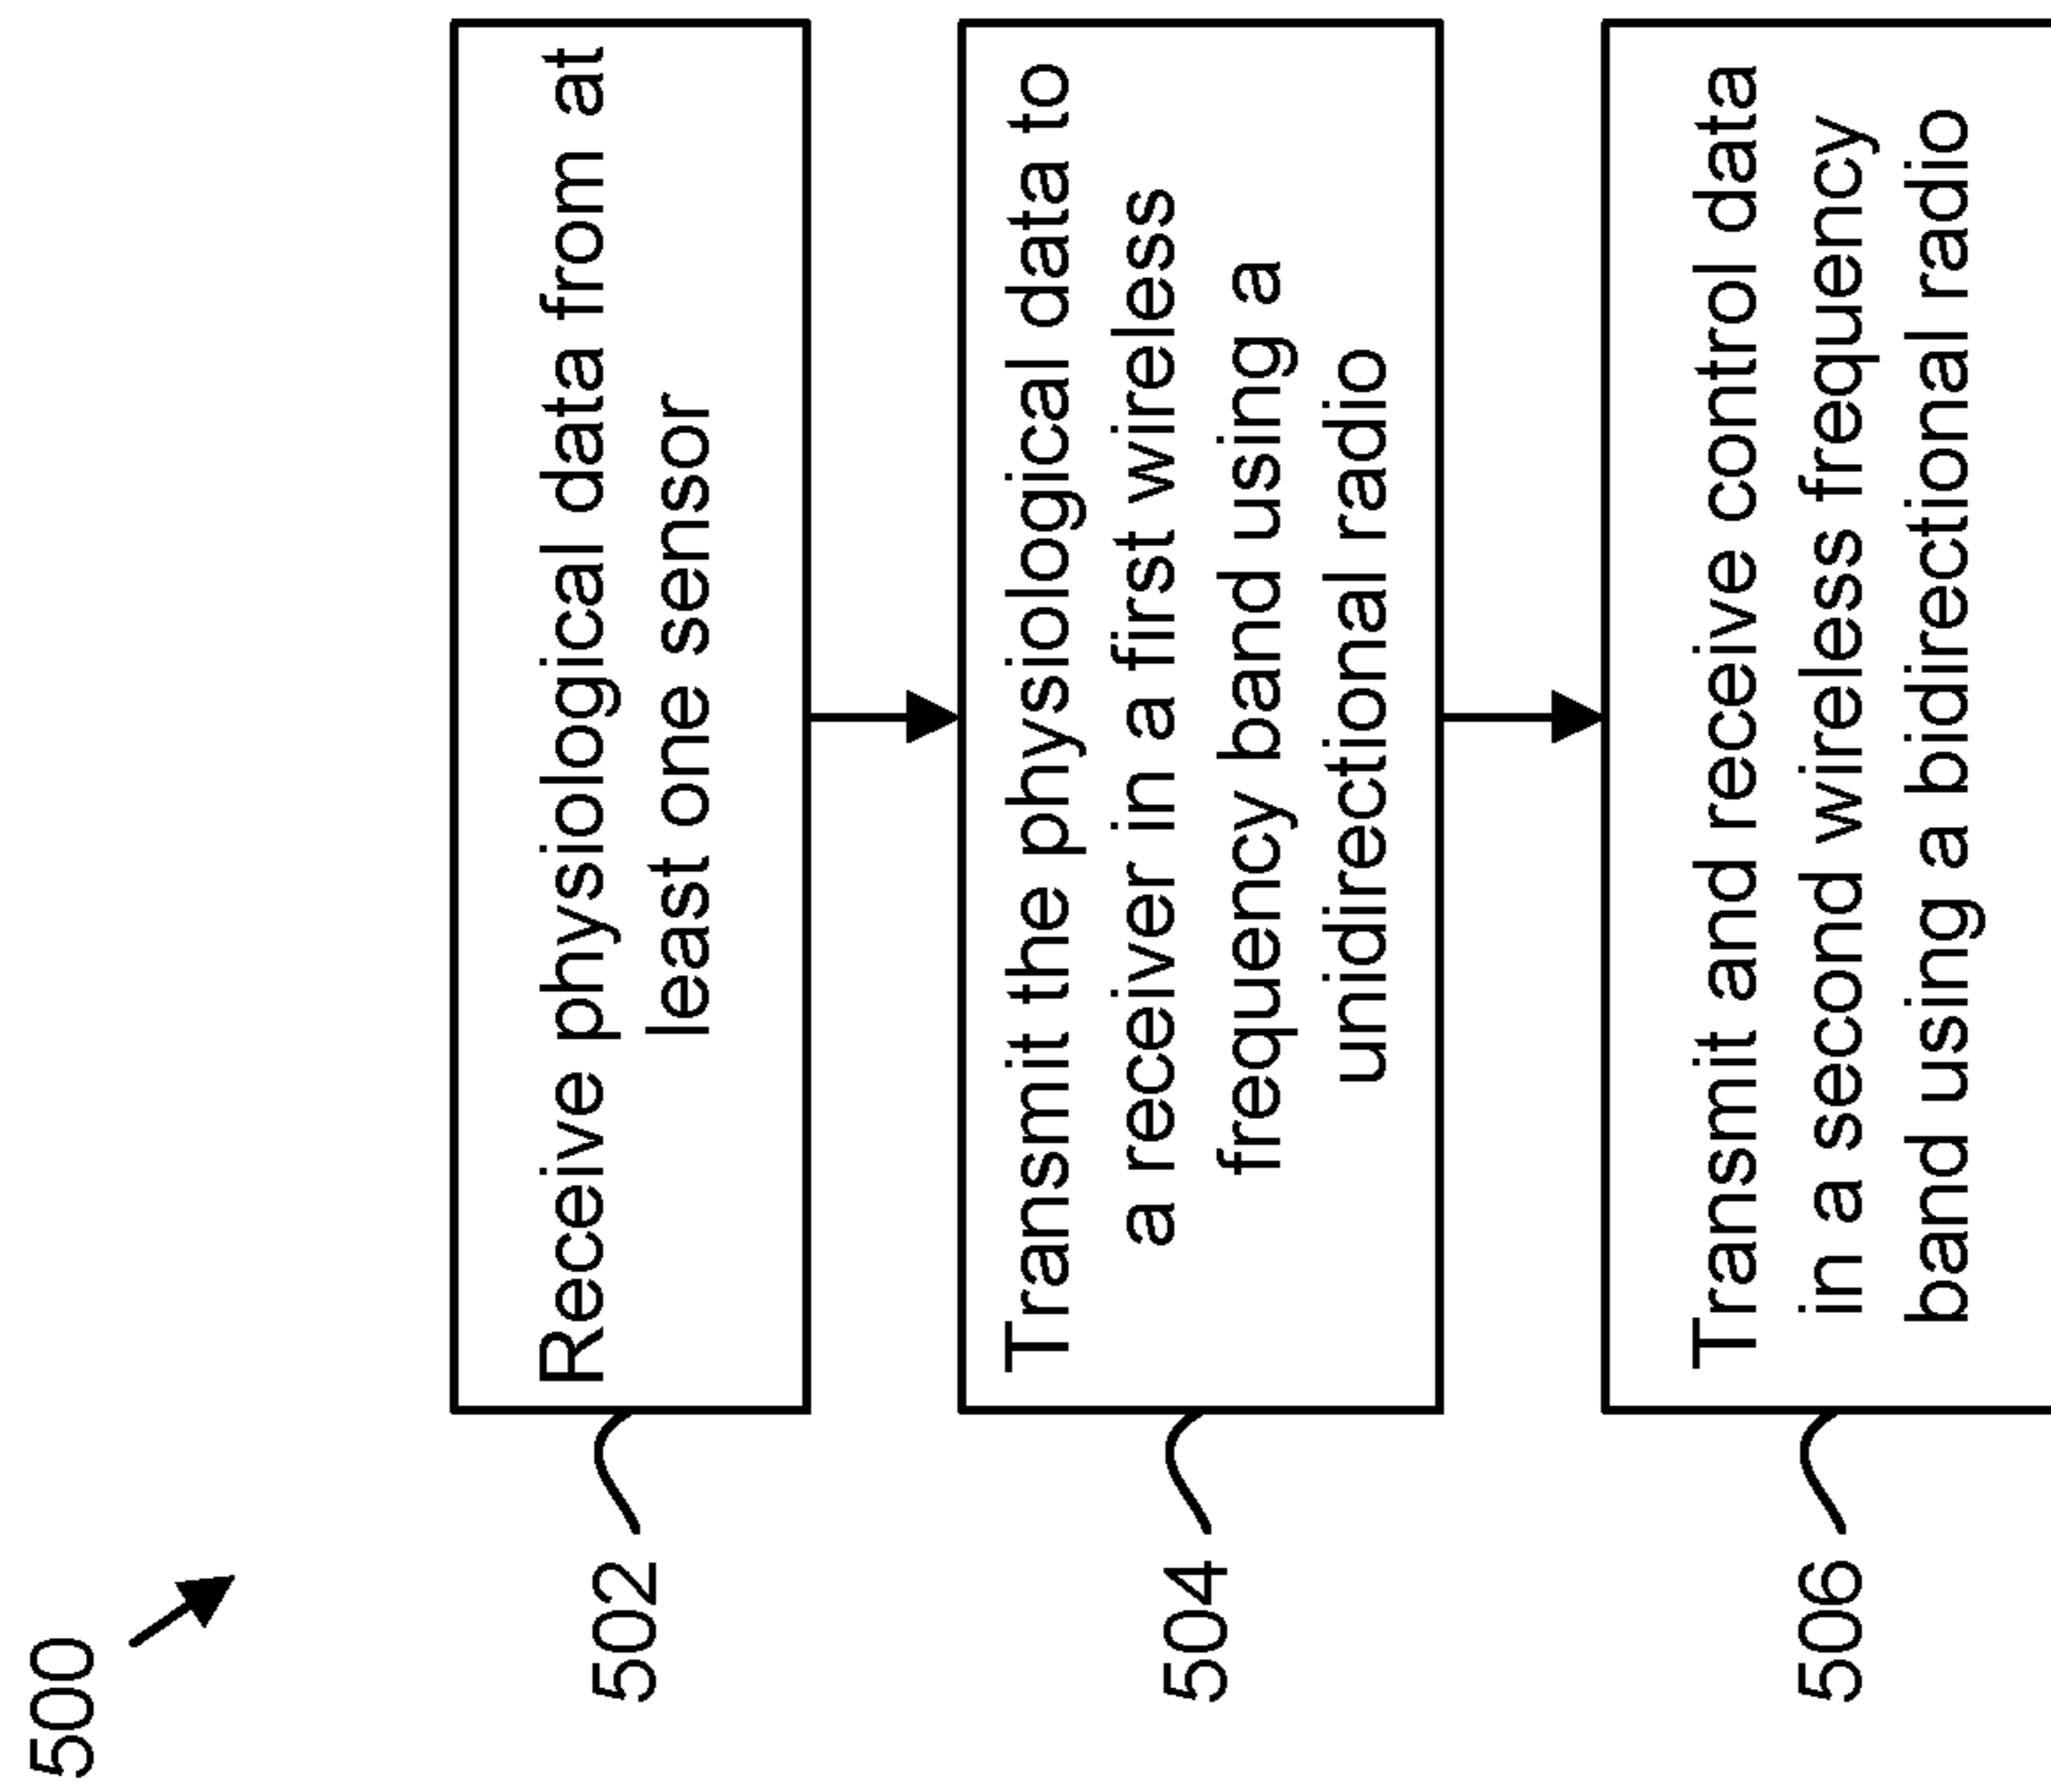 500
502
Receive physiological data from at
least one sensor
504
Transmit the physiological data to
a receiver in a first wireless
frequency band using a
unidirectional radio
506
Transmit and receive control data
in a second wireless frequency
band using a bidirectional radio